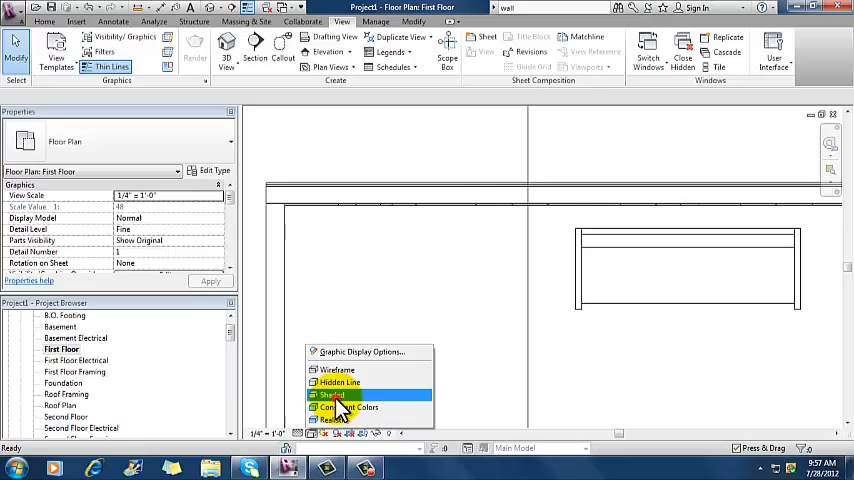 Project1 - Floor Plan: First Floor
wall
Sign In
Home Insert Annotate Analyze Structure Massing & Site Collaborate View Manage Modify
Modify
View Templates
Visibility/ Graphics
Filters
Thin Lines
Render
3D View
Section
Callout
Drafting View
Elevation
Plan Views
Duplicate View
Legends
Schedules
Scope Box
Sheet
View
Title Block
Revisions
Guide Grid
Matchline
View Reference
Viewports
Switch Windows
Close Hidden
Replicate
Cascade
Tile
User Interface
Select
Graphics
Create
Sheet Composition
Windows
Properties
Floor Plan
Floor Plan: First Floor
Edit Type
Graphics
View Scale 1/4" = 1'-0"
Scale Value 1: 48
Display Model Normal
Detail Level Fine
Parts Visibility Show Original
Detail Number 1
Rotation on Sheet None
Properties help
Apply
Project1 - Project Browser
B.O. Footing
Basement
Basement Electrical
First Floor
First Floor Electrical
First Floor Framing
Foundation
Roof Framing
Roof Plan
Second Floor
Second Floor Electrical
Graphic Display Options...
Wireframe
Hidden Line
Shaded
Consistent Colors
Realistic
1/4" = 1'-0"
Ready
:0
Main Model
Press & Drag
:0
9:57 AM
7/28/2012